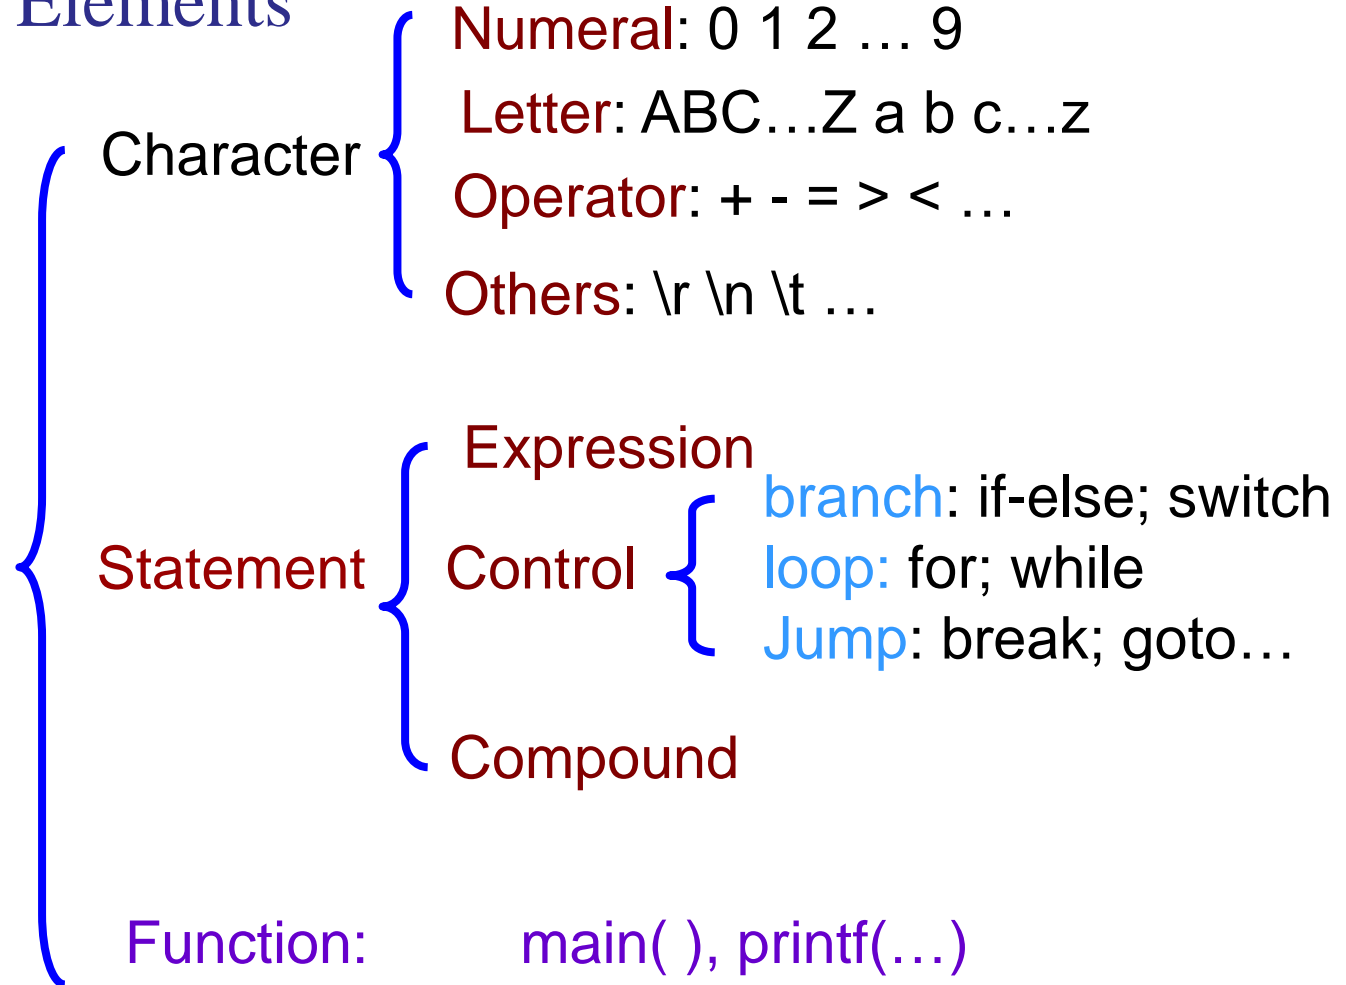 Elements
Numeral: 0 1 2 … 9
Letter: ABC…Z a b c…z
Character
Operator: + - = > < …
Others: \r \n \t …
Expression
branch: if-else; switch
Statement
Control
loop: for; while
Jump: break; goto…
Compound
Function: main( ), printf(…)